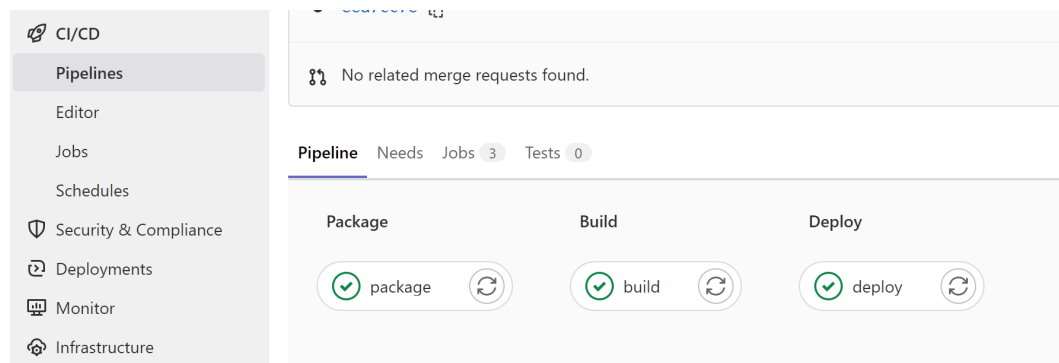 CI/CD
Pipelines
Editor
Jobs
Schedules
Security & Compliance
Deployments
Monitor
Infrastructure
No related merge requests found.
Pipeline Needs Jobs 3 Tests 0
Package Build Deploy
package build deploy